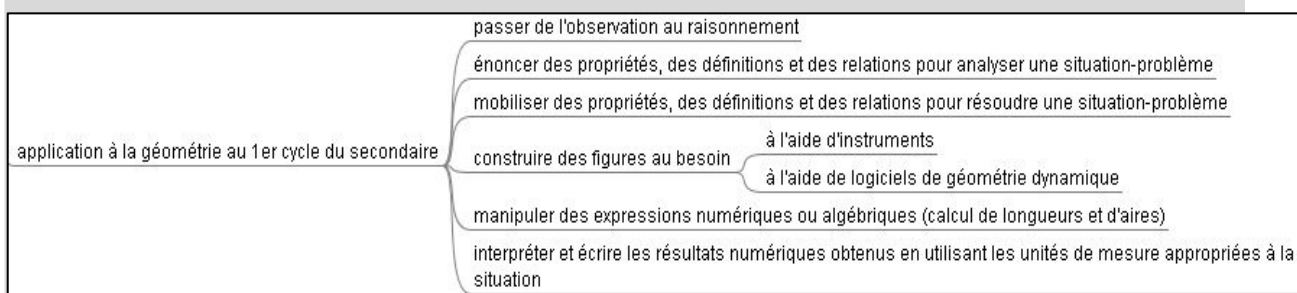 passer de l'observation au raisonnement
énoncer des propriétés, des définitions et des relations pour analyser une situation-problème
mobiliser des propriétés, des définitions et des relations pour résoudre une situation-problème
application à la géométrie au 1er cycle du secondaire
construire des figures au besoin
à l'aide d'instruments
à l'aide de logiciels de géométrie dynamique
manipuler des expressions numériques ou algébriques (calcul de longueurs et d'aires)
interpréter et écrire les résultats numériques obtenus en utilisant les unités de mesure appropriées à la
situation